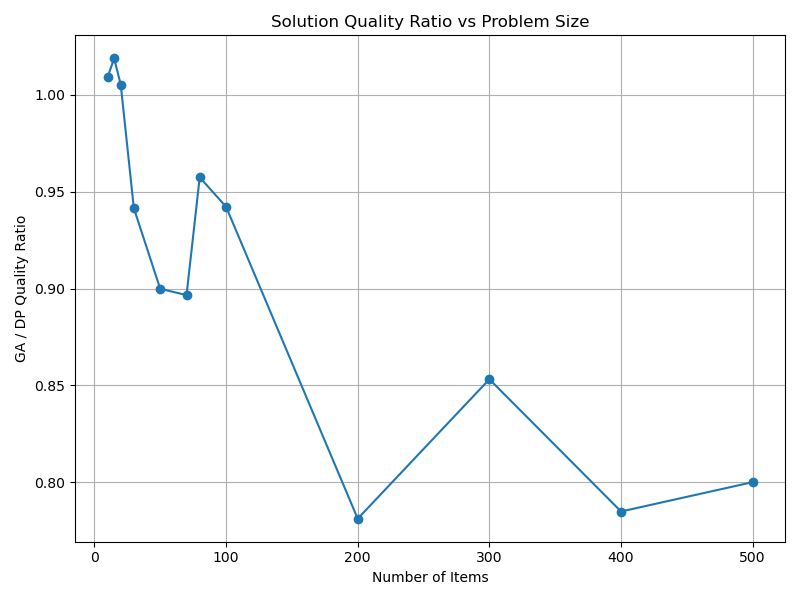 Solution Quality Ratio vs Problem Size
GA / DP Quality Ratio
1.00
0.95
0.90
0.85
0.80
0 100 200 300 400 500
Number of Items